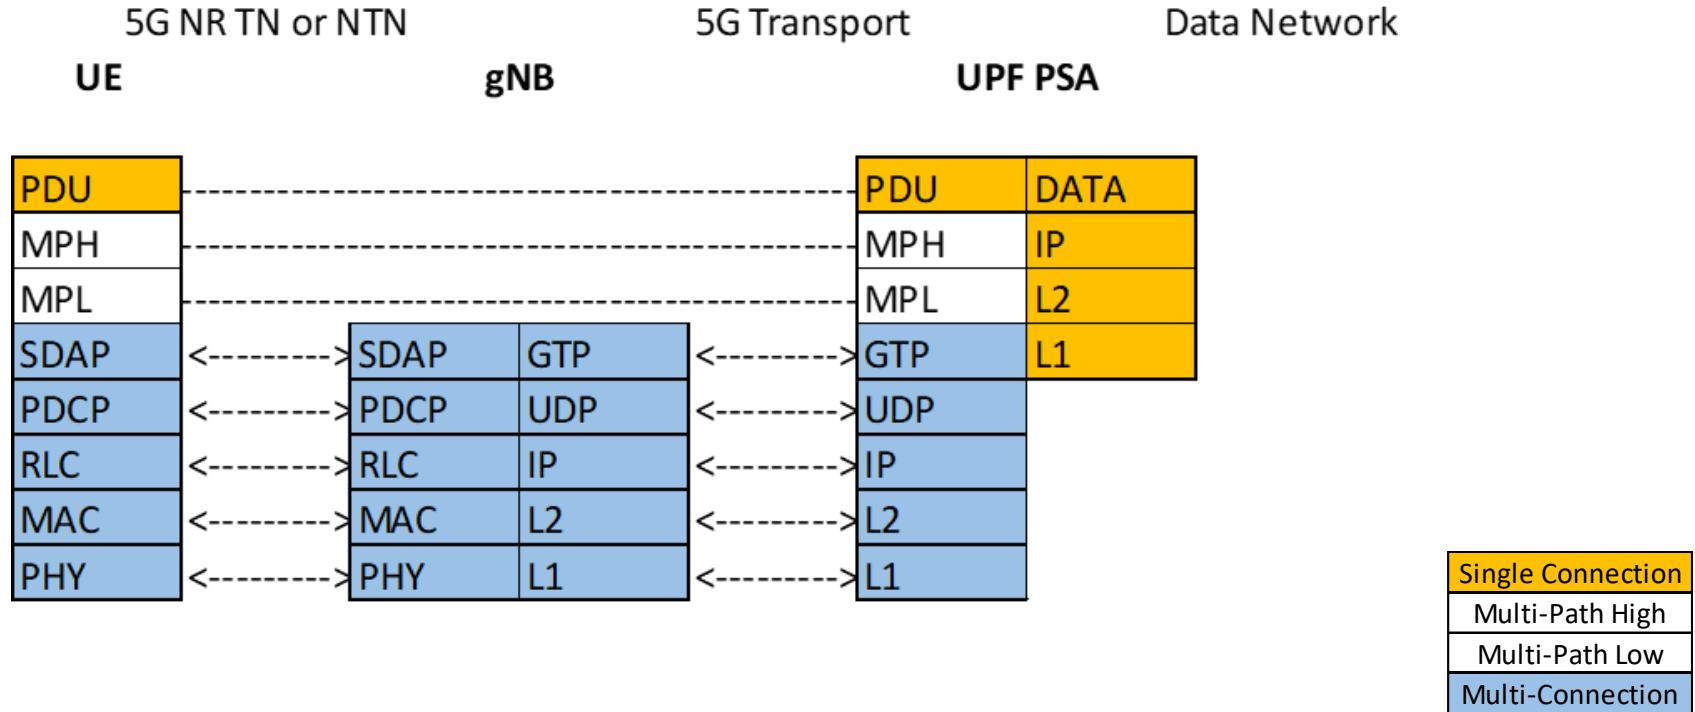 5G NR TN or NTN 5G Transport Data Network
UE gNB UPF PSA
PDU ---------- PDU DATA
MPH ---------- MPH IP
MPL ---------- MPL L2
SDAP <---------> SDAP GTP <---------> GTP L1
PDCP <---------> PDCP UDP <---------> UDP
RLC <---------> RLC IP <---------> IP
MAC <---------> MAC L2 <---------> L2
PHY <---------> PHY L1 <---------> L1
Single Connection
Multi-Path High
Multi-Path Low
Multi-Connection